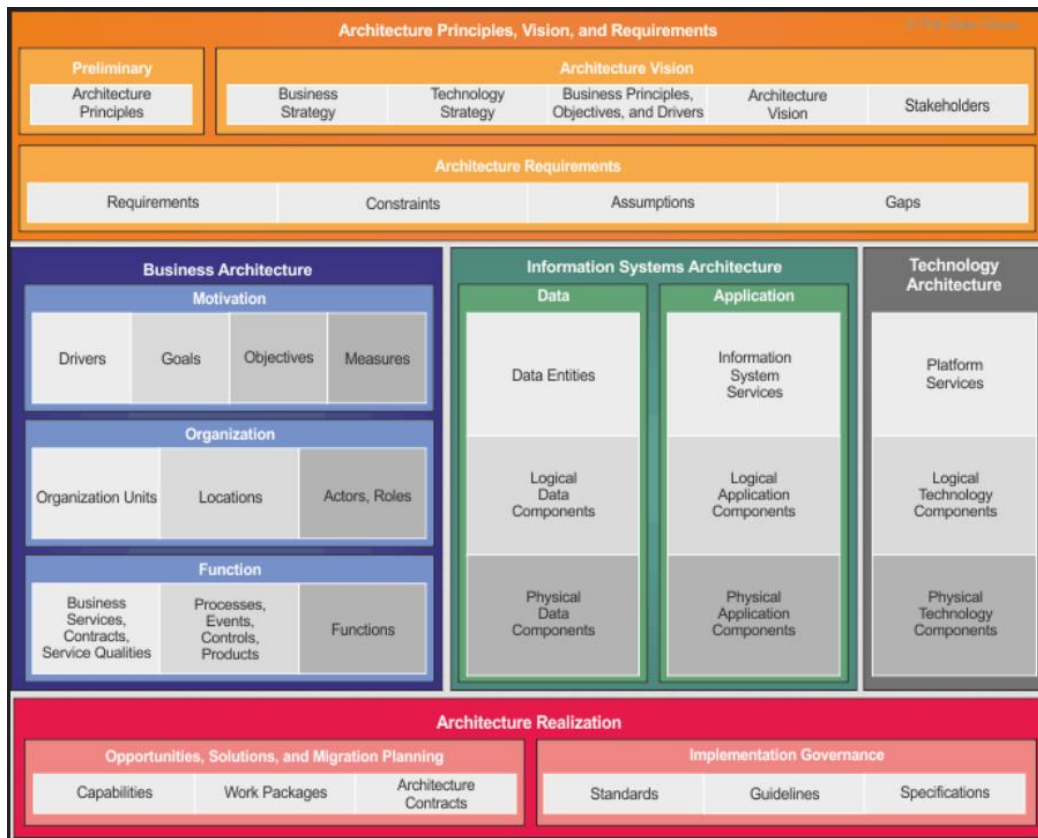 © The Open Group
Architecture Principles, Vision, and Requirements
Preliminary
Architecture
Principles
Architecture Vision
Business
Strategy
Technology
Strategy
Business Principles,
Objectives, and Drivers
Architecture
Vision
Stakeholders
Architecture Requirements
Requirements
Constraints
Assumptions
Gaps
Business Architecture
Motivation
Drivers
Goals
Objectives
Measures
Organization
Organization Units
Locations
Actors, Roles
Function
Business
Services,
Contracts,
Service Qualities
Processes,
Events,
Controls,
Products
Functions
Information Systems Architecture
Data
Data Entities
Logical
Data
Components
Physical
Data
Components
Application
Information
System
Services
Logical
Application
Components
Physical
Application
Components
Technology
Architecture
Platform
Services
Logical
Technology
Components
Physical
Technology
Components
Architecture Realization
Opportunities, Solutions, and Migration Planning
Capabilities
Work Packages
Architecture
Contracts
Implementation Governance
Standards
Guidelines
Specifications